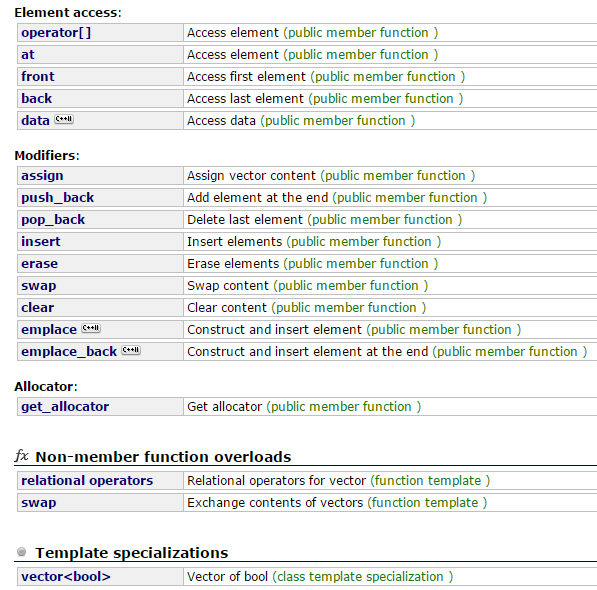 Element access:
operator[] Access element (public member function )
at Access element (public member function )
front Access first element (public member function )
back Access last element (public member function )
data C++11 Access data (public member function )
Modifiers:
assign Assign vector content (public member function )
push_back Add element at the end (public member function )
pop_back Delete last element (public member function )
insert Insert elements (public member function )
erase Erase elements (public member function )
swap Swap content (public member function )
clear Clear content (public member function )
emplace C++11 Construct and insert element (public member function )
emplace_back C++11 Construct and insert element at the end (public member function )
Allocator:
get_allocator Get allocator (public member function )
fx Non-member function overloads
relational operators Relational operators for vector (function template )
swap Exchange contents of vectors (function template )
Template specializations
vector<bool> Vector of bool (class template specialization )